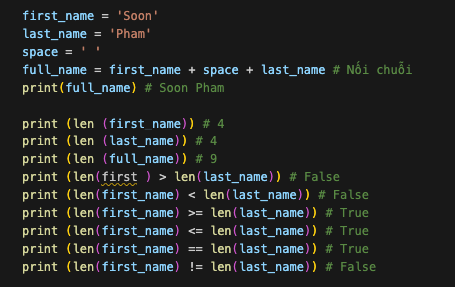 first_name = 'Soon'
last_name = 'Pham'
space = ' '
full_name = first_name + space + last_name # Nối chuỗi
print(full_name) # Soon Pham
print (len (first_name)) # 4
print (len (last_name)) # 4
print (len (full_name)) # 9
print (len(first ) > len(last_name)) # False
print (len(first_name) < len(last_name)) # False
print (len(first_name) >= len(last_name)) # True
print (len(first_name) <= len(last_name)) # True
print (len(first_name) == len(last_name)) # True
print (len(first_name) != len(last_name)) # False